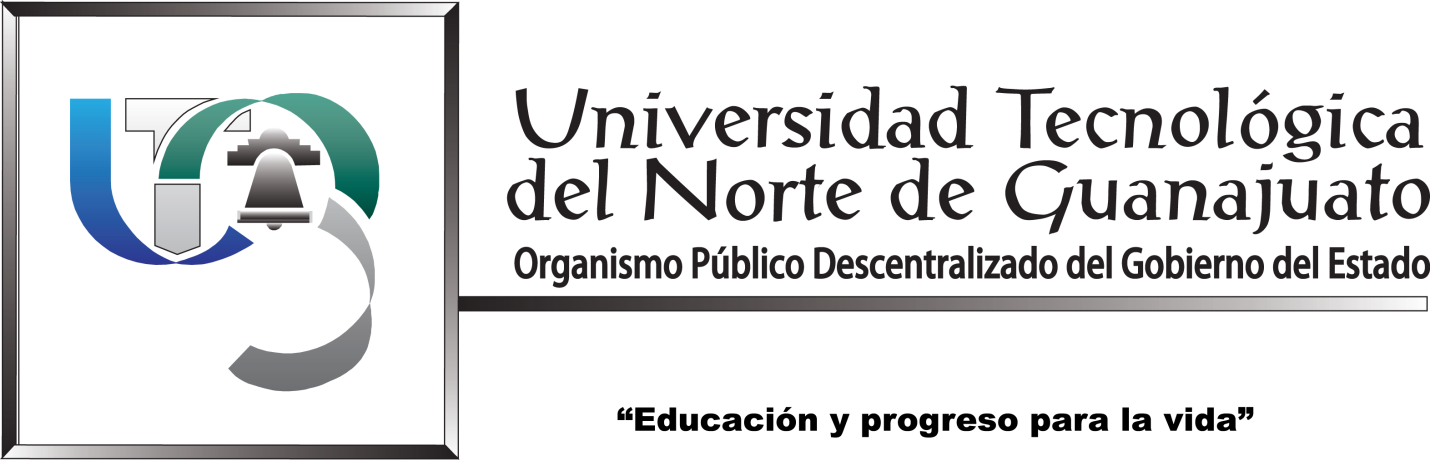 Universidad Tecnológica
del Norte de Guanajuato
Organismo Público Descentralizado del Gobierno del Estado
“Educación y progreso para la vida”